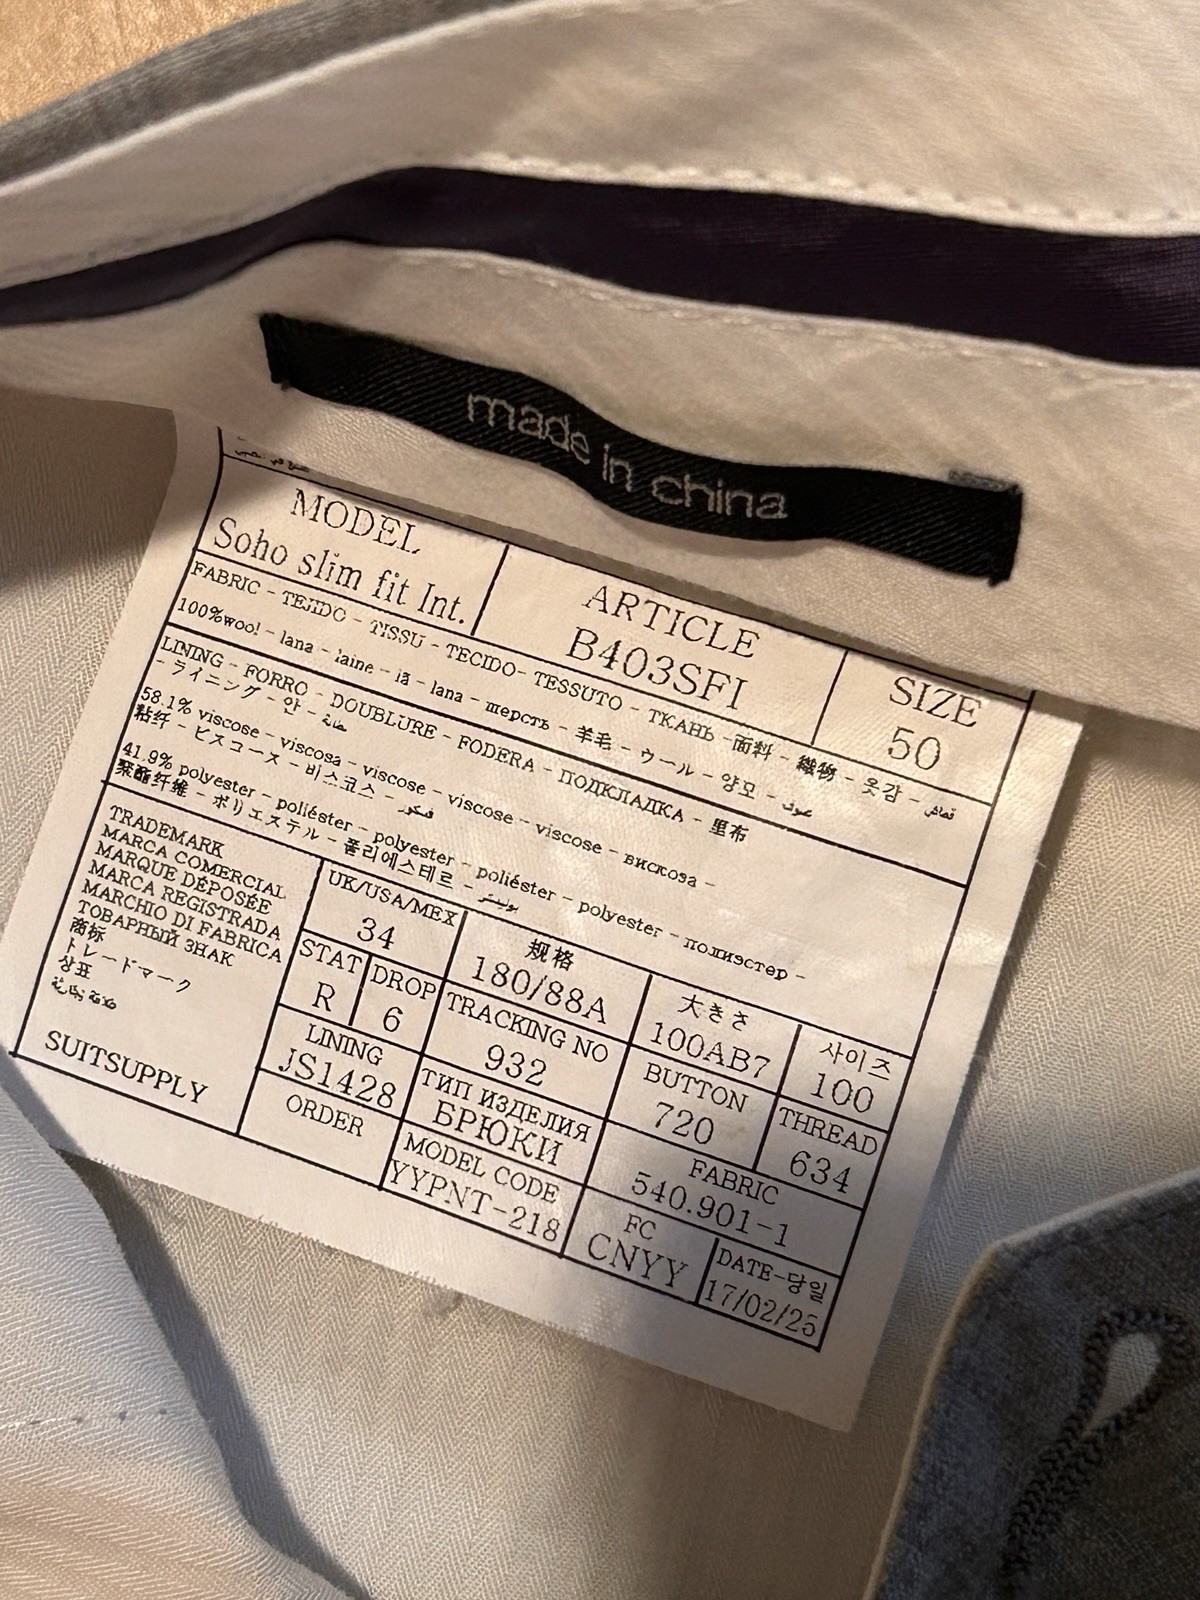 made in china
MODEL
Soho slim fit Int.
ARTICLE
B403SFI
SIZE
50
FABRIC - TEJIDO - TISSU - TECIDO- TESSUTO - ТКАНЬ -面料 - 織物 - 옷감 - قماش
100%wool - lana - laine - lã - lana - шерсть - 羊毛 - ウール - 양모 - صوف
LINING - FORRO - DOUBLURE - FODERA - ПОДКЛАДКА - 里布
- ライニング - 안 - بطانة
58.1% viscose - viscosa - viscose - viscose - viscose - вискоза -
粘纤 - ビスコース - 비스코스 - فسكوز
41.9% polyester - poliéster - polyester - poliéster - polyester - полиэстер -
聚酯纤维 - ポリエステル - 폴리에스테르 - بوليستر
TRADEMARK
MARCA COMERCIAL
MARQUE DÉPOSÉE
MARCA REGISTRADA
MARCHIO DI FABRICA
ТОВАРНЫЙ ЗНАК
商标
トレードマーク
상표
SUITSUPPLY
UK/USA/MEX
34
规格
180/88A
大きさ
100AB7
사이즈
100
STAT
R
DROP
6
TRACKING NO
932
BUTTON
720
THREAD
634
LINING
JS1428
ТИП ИЗДЕЛИЯ
БРЮКИ
FABRIC
540.901-1
ORDER
MODEL CODE
YYPNT-218
FC
CNYY
DATE-당일
17/02/25